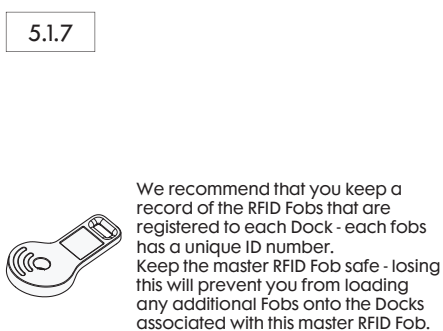 5.1.7
We recommend that you keep a
record of the RFID Fobs that are
registered to each Dock - each fobs
has a unique ID number.
Keep the master RFID Fob safe - losing
this will prevent you from loading
any additional Fobs onto the Docks
associated with this master RFID Fob.